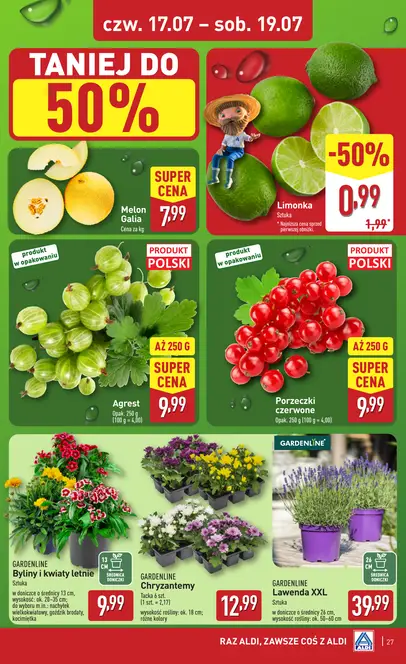 czw. 17.07 - sob. 19.07
TANIEJ DO
50%
Melon
Galia
Cena za kg
SUPER
CENA
7,99
Limonka
Sztuka
* Najniższa cena sprzed
pierwszej obniżki.
-50%
0,99
1,99*
produkt
w opakowaniu
PRODUKT
POLSKI
AŻ 250 G
SUPER
CENA
9,99
Agrest
Opak. 250 g
(100 g = 4,00)
produkt
w opakowaniu
PRODUKT
POLSKI
AŻ 250 G
SUPER
CENA
9,99
Porzeczki
czerwone
Opak. 250 g (100 g = 4,00)
GARDENLINE
Byliny i kwiaty letnie
Sztuka
w doniczce o średnicy 13 cm,
wysokość: ok. 20–35 cm;
do wyboru m.in.: nachyłek
wielkokwiatowy, goździk brodaty,
13 CM
ŚREDNICA
DONICZKI
9,99
GARDENLINE
Chryzantemy
Tacka 6 szt.
(1 szt. = 2,17)
wysokość rośliny: ok. 18 cm;
różne kolory
12,99
GARDENLINE
GARDENLINE
Lawenda XXL
Sztuka
w doniczce o średnicy 26 cm,
wysokość rośliny: ok. 50–60 cm
26 CM
ŚREDNICA
DONICZKI
39,99
RAZ ALDI, ZAWSZE COŚ Z ALDI
ALDI
27